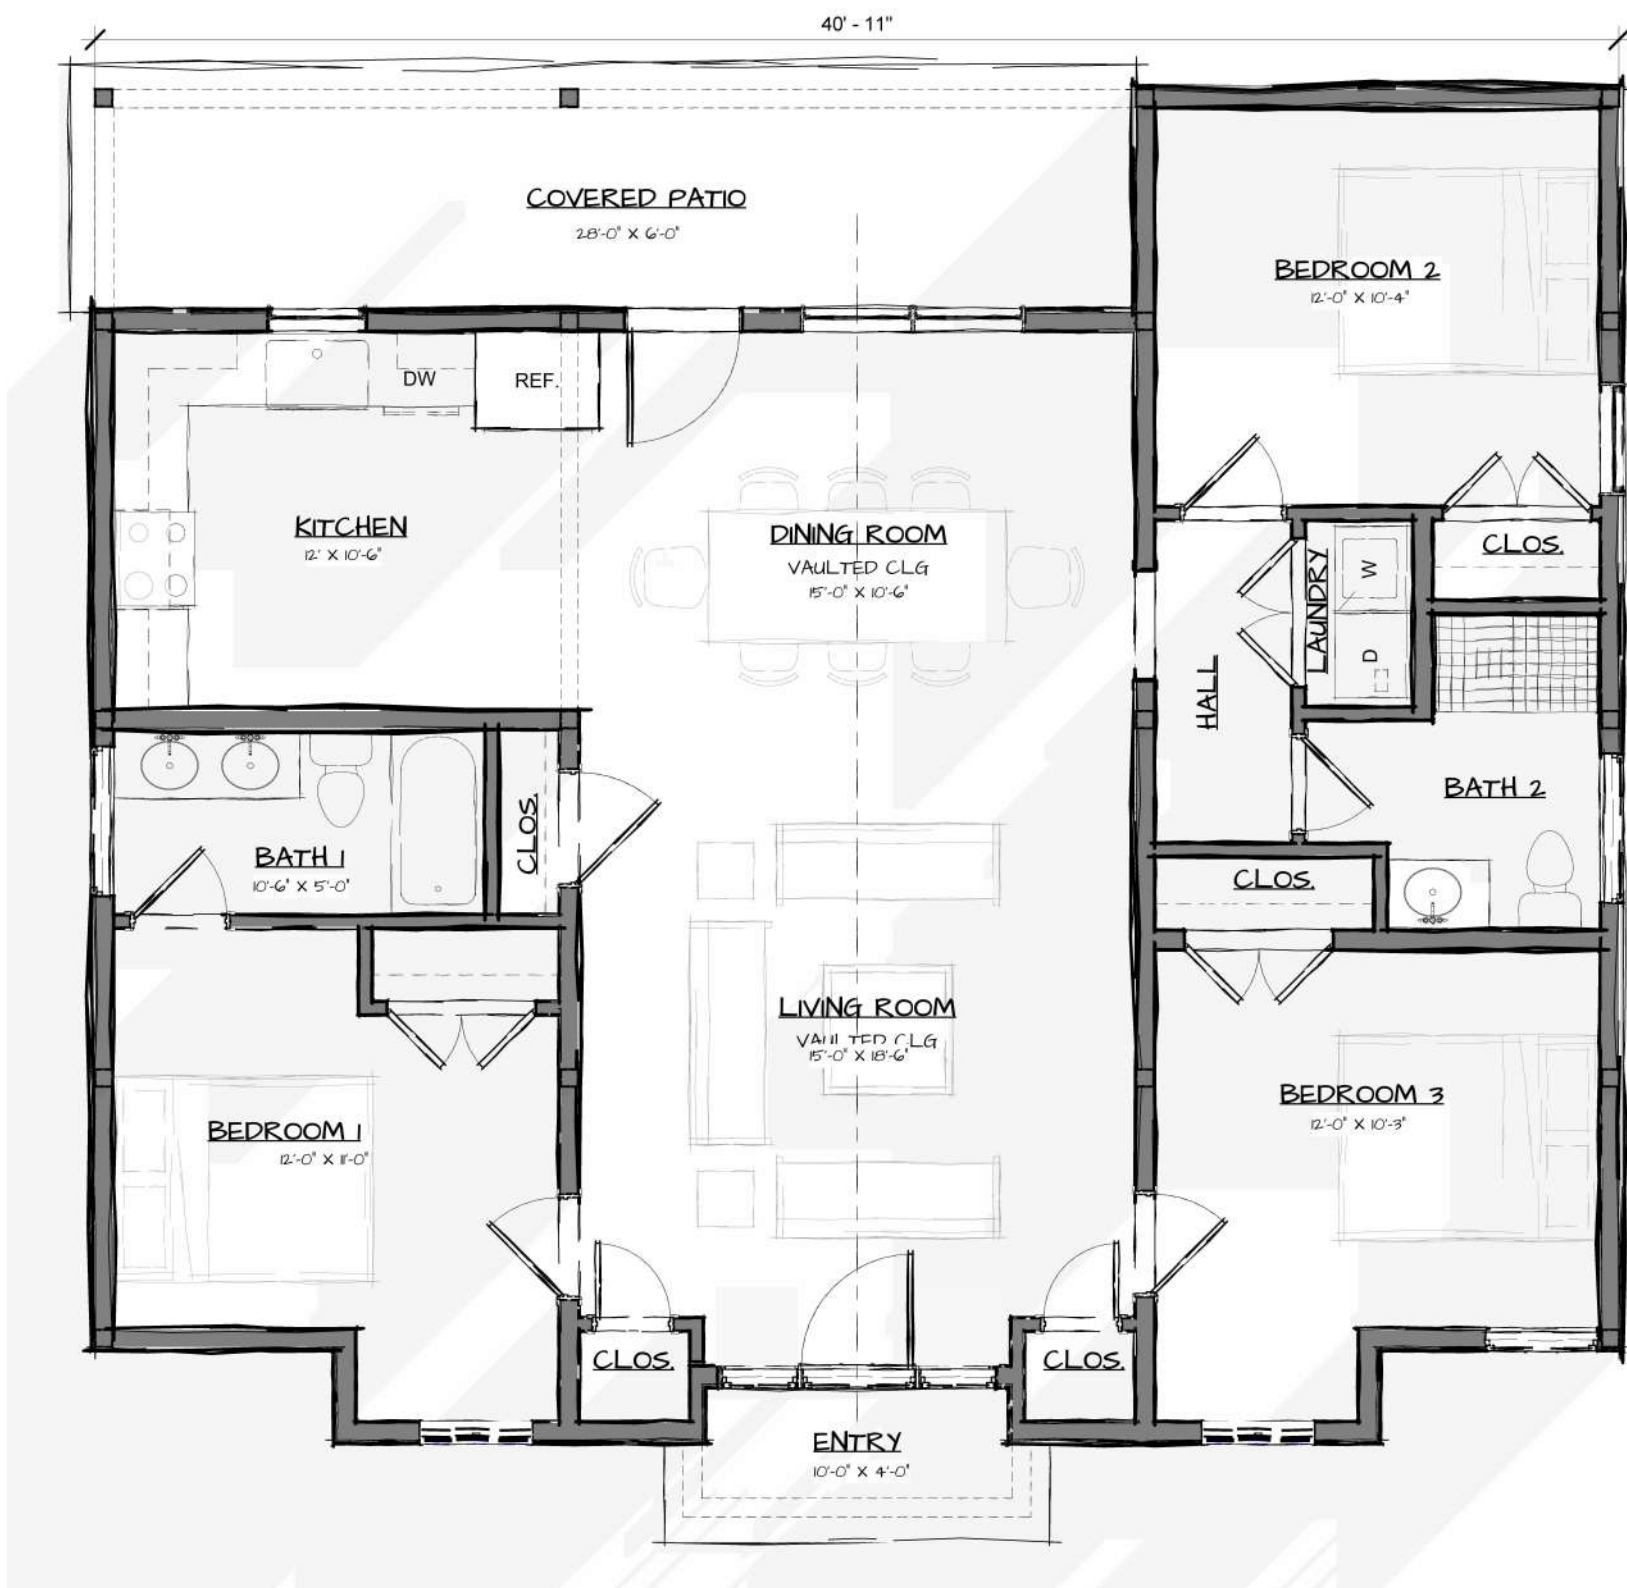 40' - 11"
COVERED PATIO
28'-0" X 6'-0"
BEDROOM 2
12'-0" X 10'-4"
DW
REF.
KITCHEN
12' X 10'-6"
DINING ROOM
VAULTED CLG
15'-0" X 10'-6"
CLOS.
LAUNDRY
W
D
HALL
BATH 2
CLOS.
BATH 1
10'-6" X 5'-0"
CLOS.
LIVING ROOM
VAULTED CLG
15'-0" X 18'-6"
BEDROOM 1
12'-0" X 11'-0"
BEDROOM 3
12'-0" X 10'-3"
CLOS.
CLOS.
ENTRY
10'-0" X 4'-0"